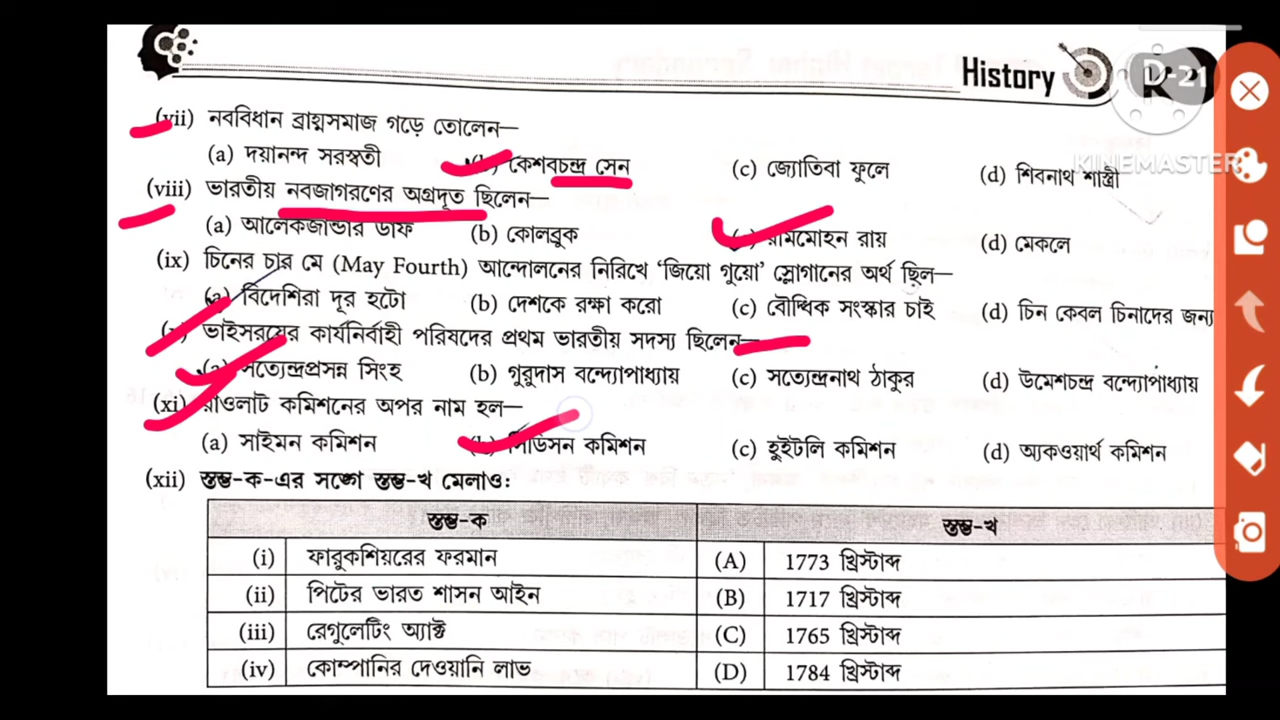 History
D-21
KINEMASTER
(vii) নববিধান ব্রাহ্মসমাজ গড়ে তোলেন—
(a) দয়ানন্দ সরস্বতী (b) কেশবচন্দ্র সেন (c) জ্যোতিবা ফুলে (d) শিবনাথ শাস্ত্রী
(viii) ভারতীয় নবজাগরণের অগ্রদূত ছিলেন—
(a) আলেকজান্ডার ডাফ (b) কোলব্রুক রামমোহন রায় (d) মেকলে
(ix) চিনের চার মে (May Fourth) আন্দোলনের নিরিখে 'জিয়ো গুয়ো' স্লোগানের অর্থ ছিল—
(a) বিদেশিরা দূর হটো (b) দেশকে রক্ষা করো (c) বৌদ্ধিক সংস্কার চাই (d) চিন কেবল চিনাদের জন্য
(x) ভাইসরয়ের কার্যনির্বাহী পরিষদের প্রথম ভারতীয় সদস্য ছিলেন—
(a) সত্যেন্দ্রপ্রসন্ন সিংহ (b) গুরুদাস বন্দ্যোপাধ্যায় (c) সত্যেন্দ্রনাথ ঠাকুর (d) উমেশচন্দ্র বন্দ্যোপাধ্যায়
(xi) রাওলাট কমিশনের অপর নাম হল—
(a) সাইমন কমিশন (b) সিডিসন কমিশন (c) হুইটলি কমিশন (d) অ্যাকওয়ার্থ কমিশন
(xii) স্তম্ভ-ক-এর সঙ্গে স্তম্ভ-খ মেলাও:
স্তম্ভ-ক স্তম্ভ-খ
(i) ফারুকশিয়রের ফরমান (A) 1773 খ্রিস্টাব্দ
(ii) পিটের ভারত শাসন আইন (B) 1717 খ্রিস্টাব্দ
(iii) রেগুলেটিং অ্যাক্ট (C) 1765 খ্রিস্টাব্দ
(iv) কোম্পানির দেওয়ানি লাভ (D) 1784 খ্রিস্টাব্দ